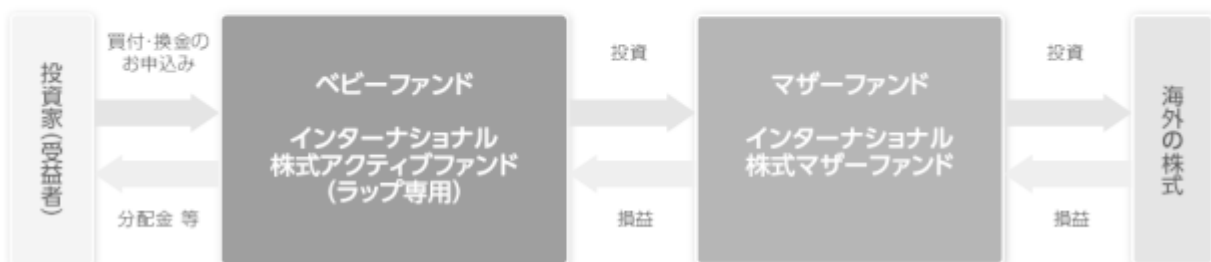 投資家(受益者)
買付・換金の
お申込み
分配金 等
ベビーファンド
インターナショナル
株式アクティブファンド
(ラップ専用)
投資
損益
マザーファンド
インターナショナル
株式マザーファンド
投資
損益
海外の株式